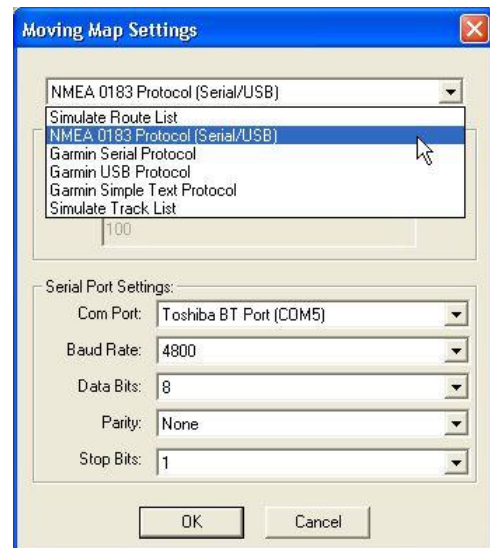 Moving Map Settings
NMEA 0183 Protocol (Serial/USB)
Simulate Route List
NMEA 0183 Protocol (Serial/USB)
Garmin Serial Protocol
Garmin USB Protocol
Garmin Simple Text Protocol
Simulate Track List
100
Serial Port Settings:
Com Port: Toshiba BT Port (COM5)
Baud Rate: 4800
Data Bits: 8
Parity: None
Stop Bits: 1
OK Cancel